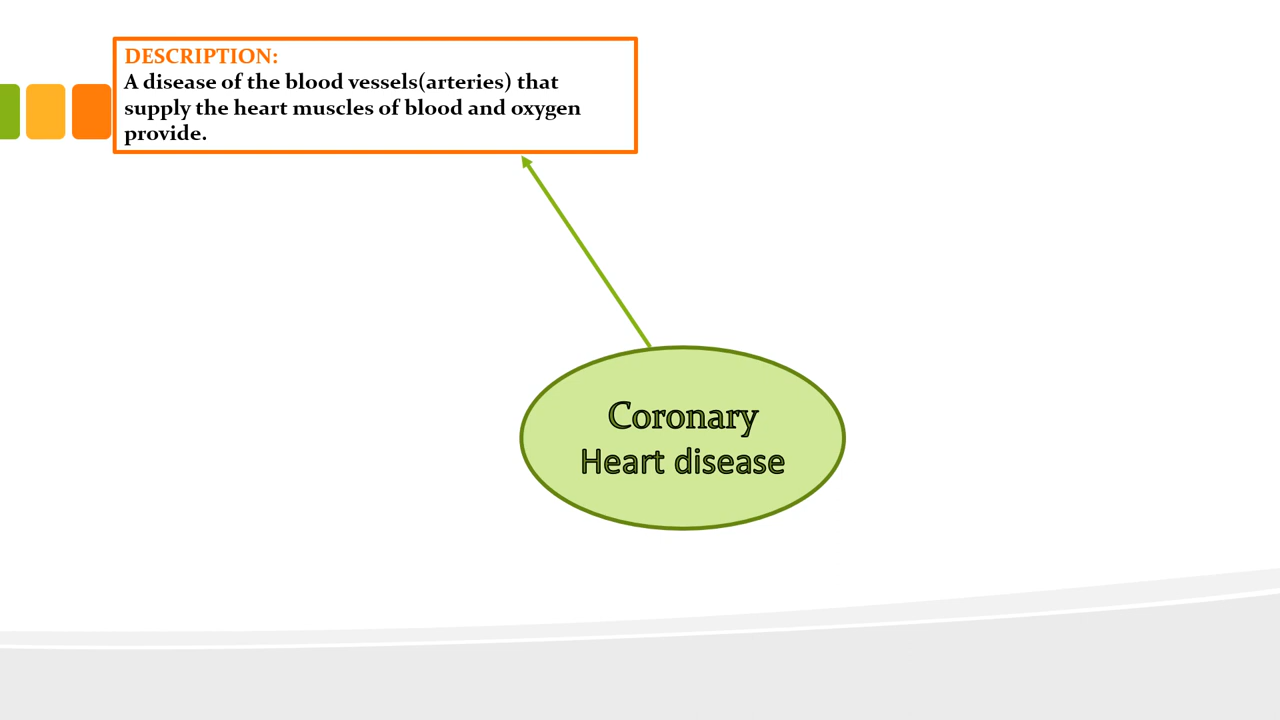 DESCRIPTION:
A disease of the blood vessels(arteries) that
supply the heart muscles of blood and oxygen
provide.
Coronary
Heart disease